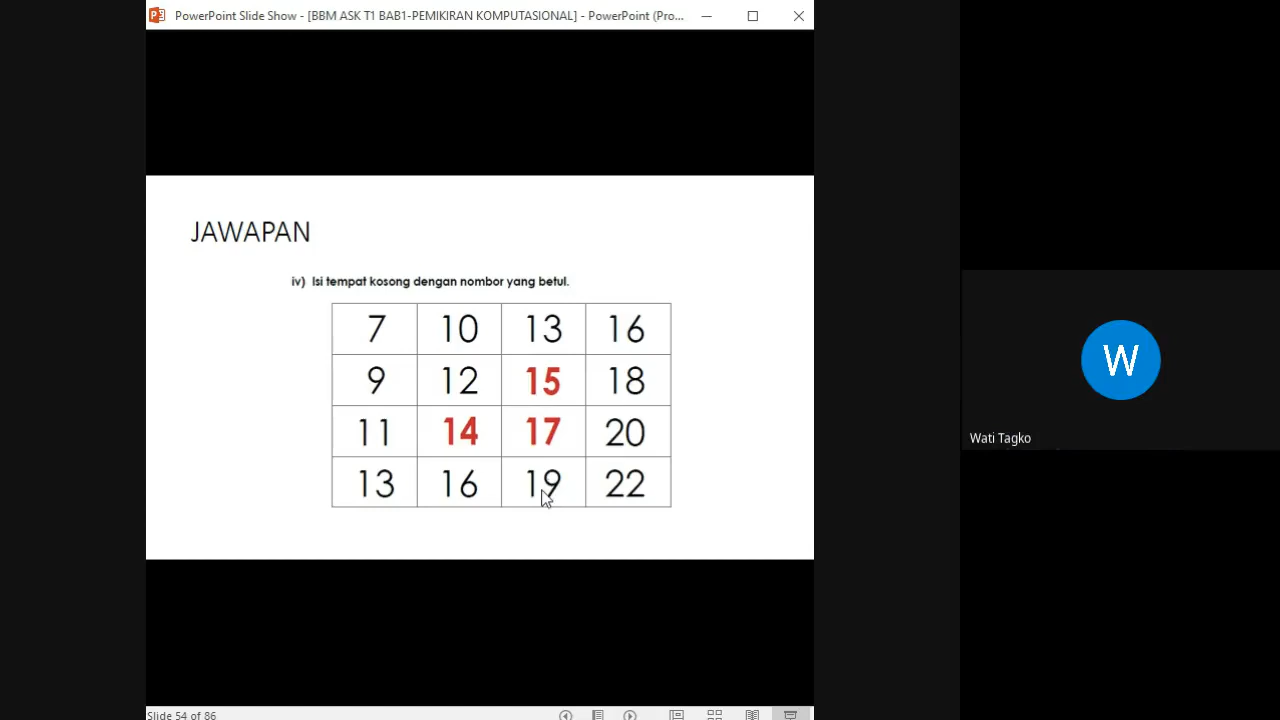 PowerPoint Slide Show - [BBM ASK T1 BAB1-PEMIKIRAN KOMPUTASIONAL] - PowerPoint (Pro...
JAWAPAN
iv) Isi tempat kosong dengan nombor yang betul.
7 10 13 16
9 12 15 18
11 14 17 20
13 16 19 22
W
Wati Tagko
Slide 54 of 86